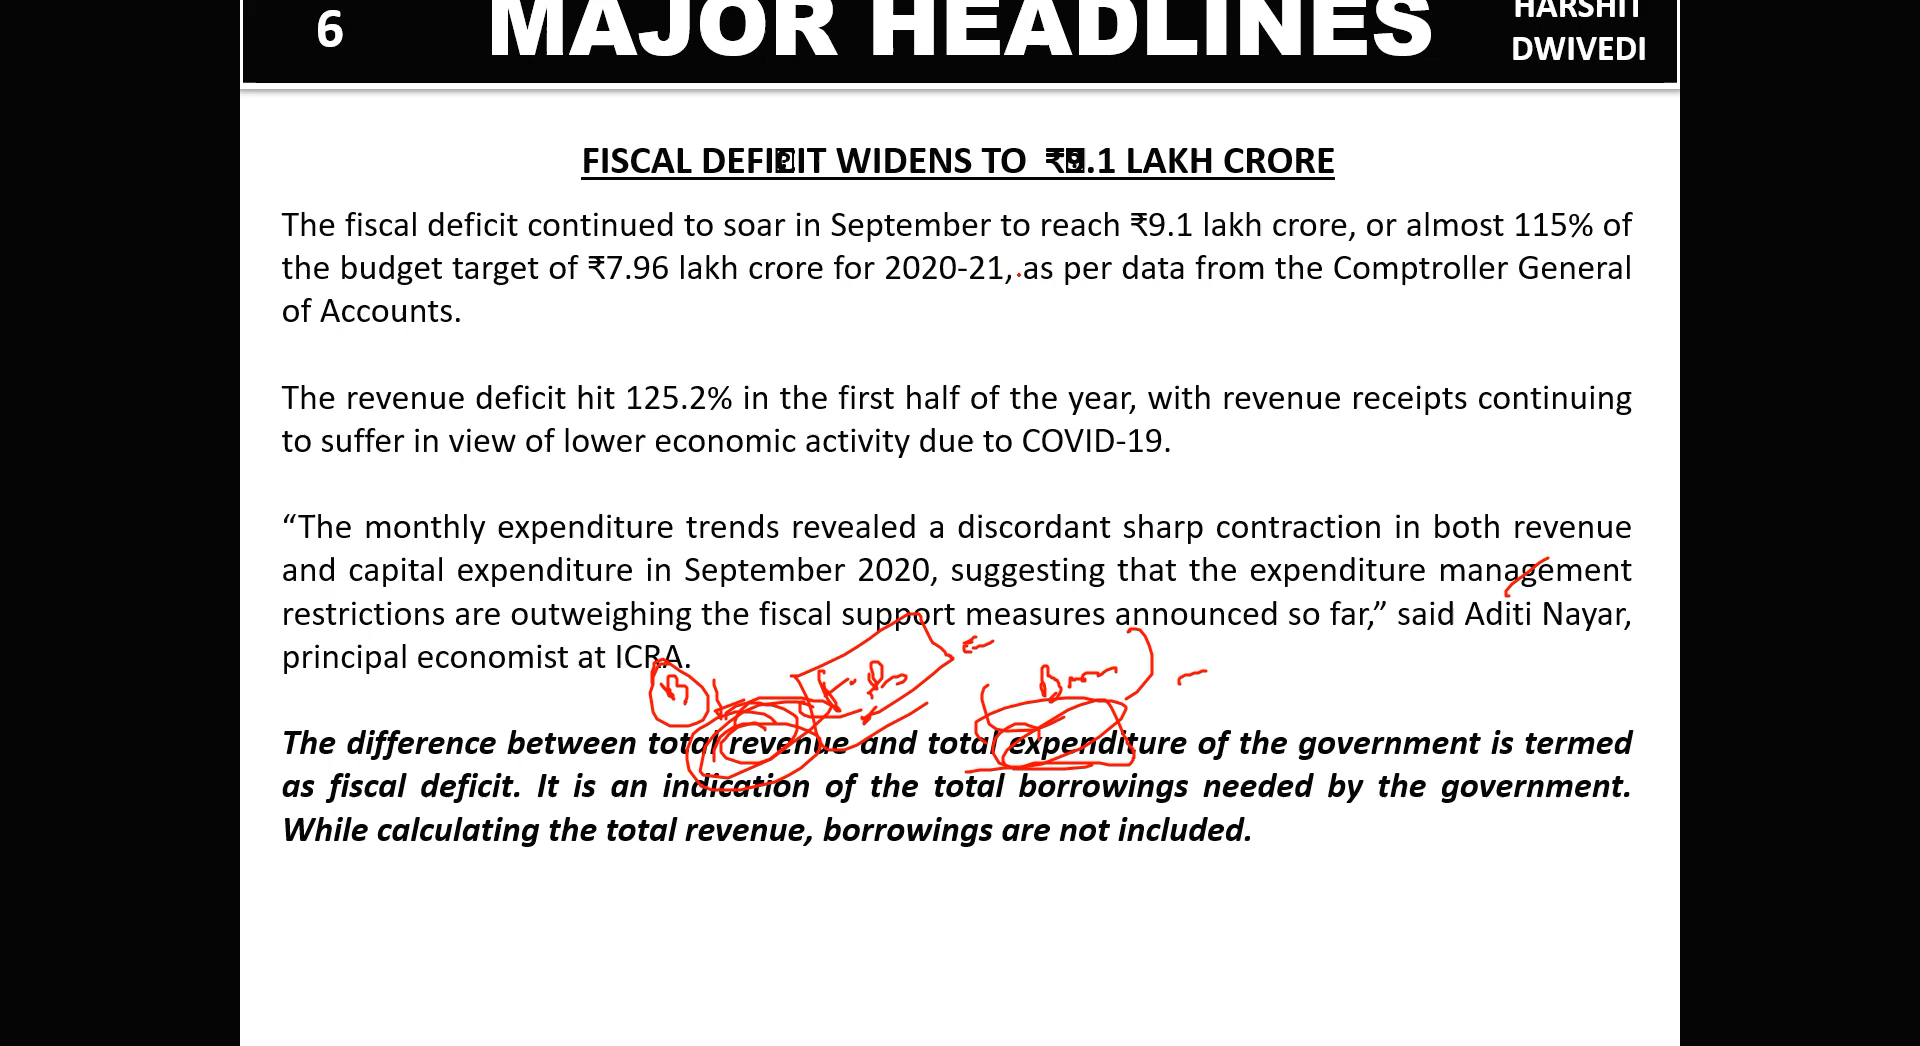 6
MAJOR HEADLINES
HARSHIT
DWIVEDI
FISCAL DEFICIT WIDENS TO ₹9.1 LAKH CRORE
The fiscal deficit continued to soar in September to reach ₹9.1 lakh crore, or almost 115% of
the budget target of ₹7.96 lakh crore for 2020-21, as per data from the Comptroller General
of Accounts.
The revenue deficit hit 125.2% in the first half of the year, with revenue receipts continuing
to suffer in view of lower economic activity due to COVID-19.
“The monthly expenditure trends revealed a discordant sharp contraction in both revenue
and capital expenditure in September 2020, suggesting that the expenditure management
restrictions are outweighing the fiscal support measures announced so far,” said Aditi Nayar,
principal economist at ICRA.
The difference between total revenue and total expenditure of the government is termed
as fiscal deficit. It is an indication of the total borrowings needed by the government.
While calculating the total revenue, borrowings are not included.